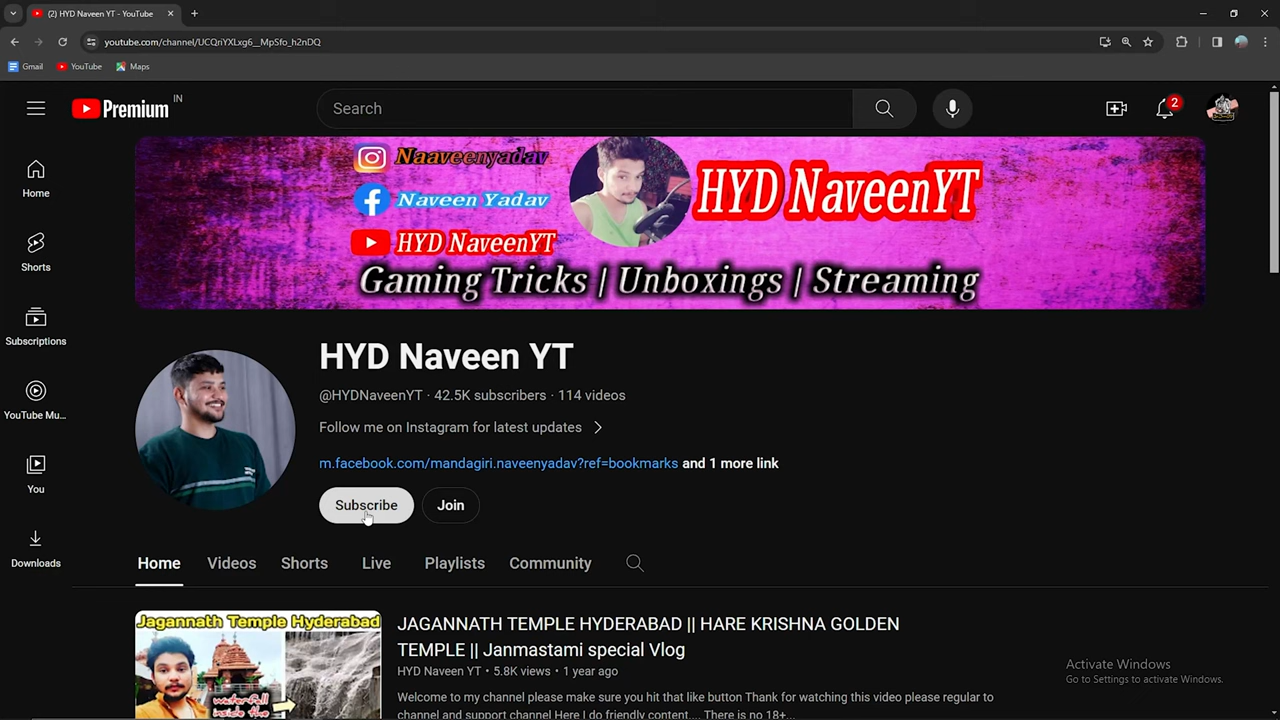 (2) HYD Naveen YT - YouTube
youtube.com/channel/UCQriYXLxg6__MpSfo_h2nDQ
Gmail YouTube Maps
Premium IN
Search
2
Home
Shorts
Subscriptions
YouTube Mu...
You
Downloads
Naaveenyadav
Naveen Yadav
HYD NaveenYT
HYD NaveenYT
Gaming Tricks | Unboxings | Streaming
HYD Naveen YT
@HYDNaveenYT · 42.5K subscribers · 114 videos
Follow me on Instagram for latest updates
m.facebook.com/mandagiri.naveenyadav?ref=bookmarks and 1 more link
Subscribe Join
Home Videos Shorts Live Playlists Community
Jagannath Temple Hyderabad
waterfall
inside the
JAGANNATH TEMPLE HYDERABAD || HARE KRISHNA GOLDEN
TEMPLE || Janmastami special Vlog
HYD Naveen YT • 5.8K views • 1 year ago
Welcome to my channel please make sure you hit that like button Thank for watching this video please regular to
channel and support channel Here I do friendly content.... There is no 18+...
Activate Windows
Go to Settings to activate Windows.